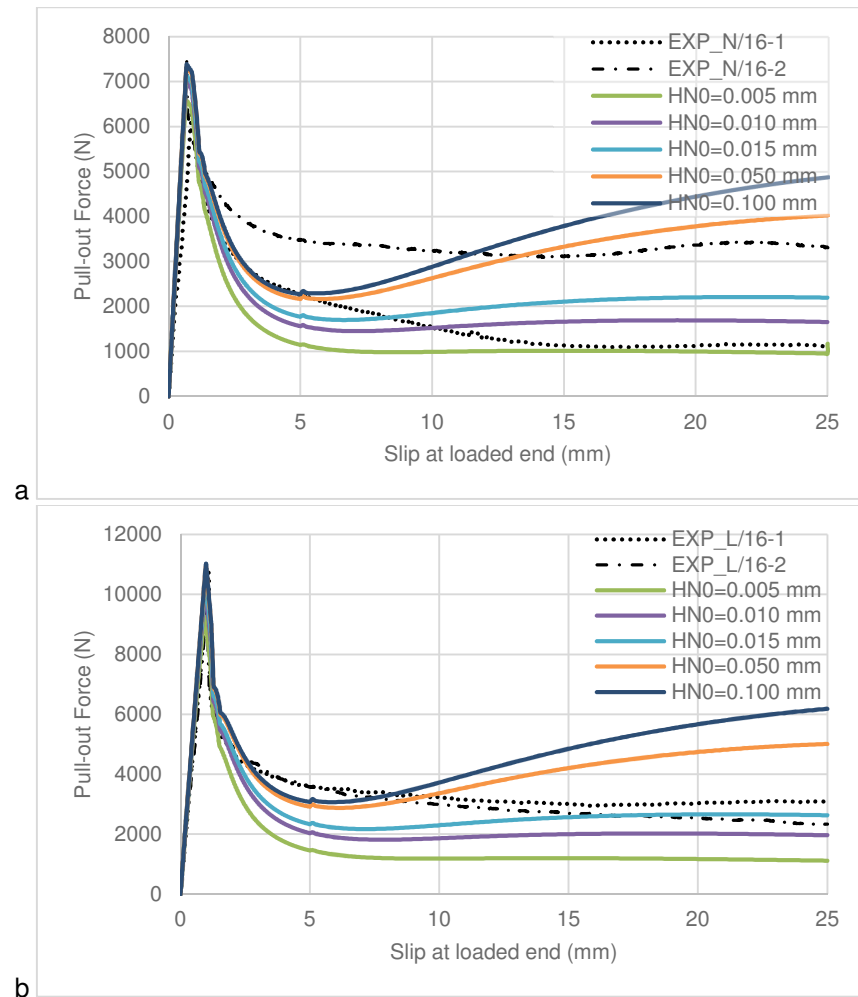 8000
7000
6000
5000
4000
3000
2000
1000
0
Pull-out Force (N)
EXP_N/16-1
EXP_N/16-2
HN0=0.005 mm
HN0=0.010 mm
HN0=0.015 mm
HN0=0.050 mm
HN0=0.100 mm
0 5 10 15 20 25
Slip at loaded end (mm)
a
12000
10000
8000
6000
4000
2000
0
Pull-out Force (N)
EXP_L/16-1
EXP_L/16-2
HN0=0.005 mm
HN0=0.010 mm
HN0=0.015 mm
HN0=0.050 mm
HN0=0.100 mm
0 5 10 15 20 25
Slip at loaded end (mm)
b